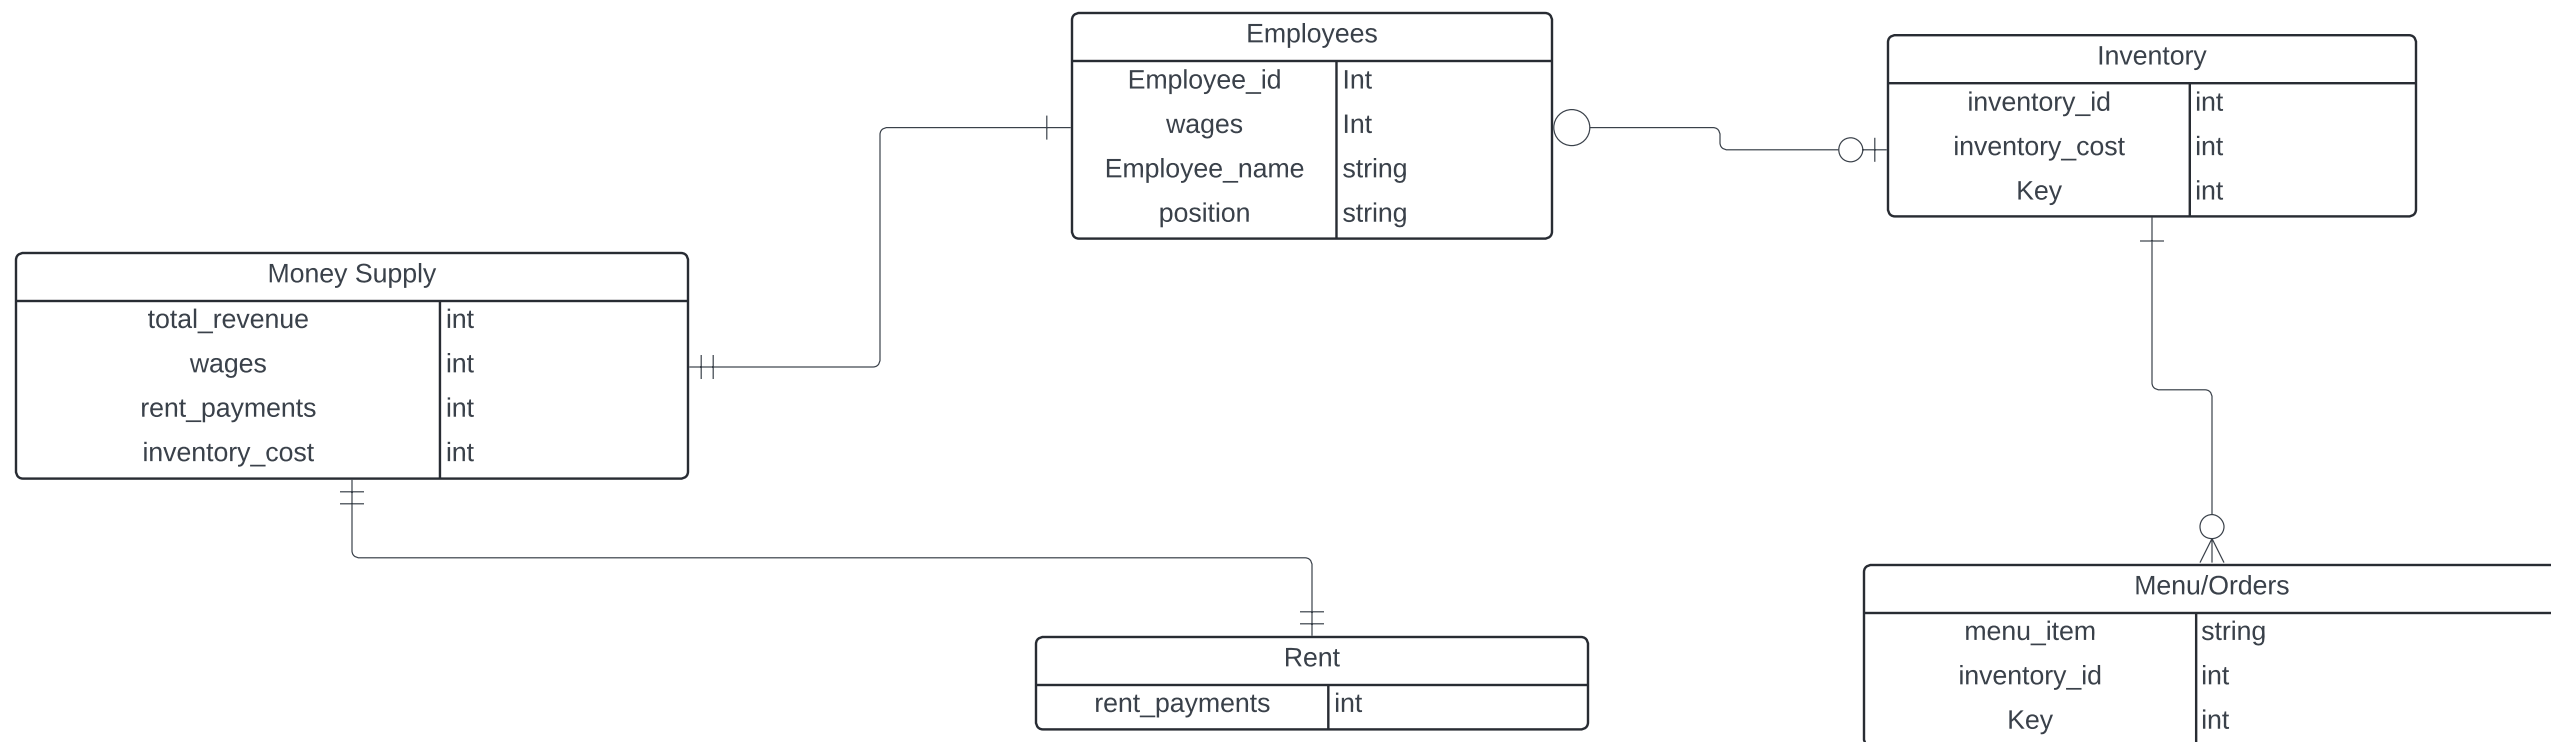 Employees
Employee_id Int
wages Int
Employee_name string
position string
Inventory
inventory_id int
inventory_cost int
Key int
Money Supply
total_revenue int
wages int
rent_payments int
inventory_cost int
Rent
rent_payments int
Menu/Orders
menu_item string
inventory_id int
Key int